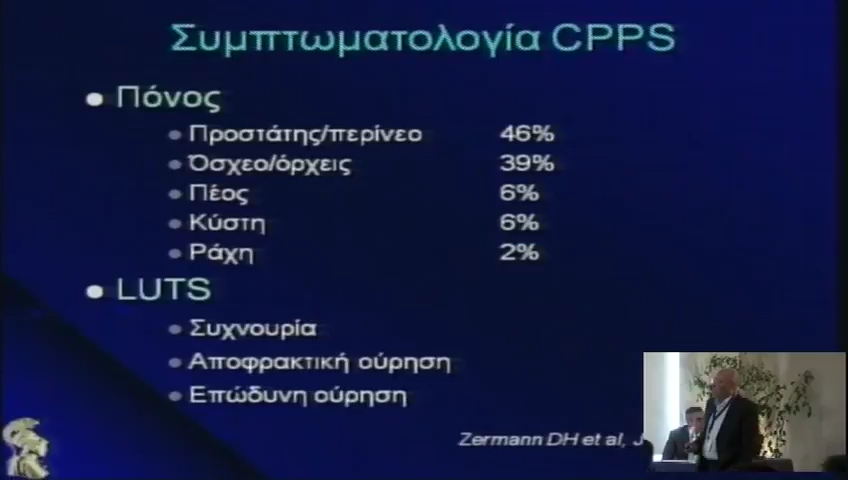 Συμπτωματολογία CPPS
Πόνος
Προστάτης/περίνεο 46%
Όσχεο/όρχεις 39%
Πέος 6%
Κύστη 6%
Ράχη 2%
LUTS
Συχνουρία
Αποφρακτική ούρηση
Επώδυνη ούρηση
Zermann DH et al, J